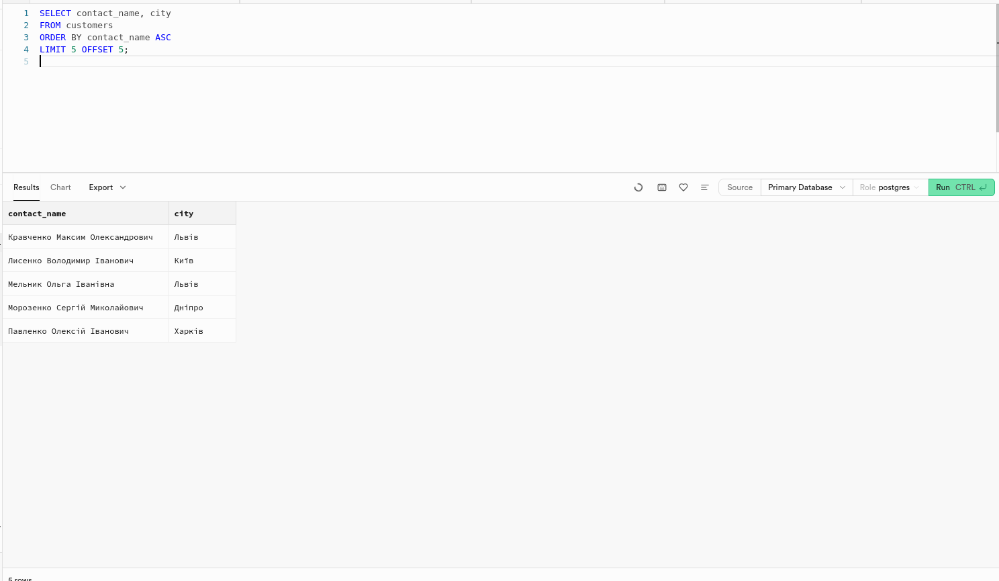 1 SELECT contact_name, city
2 FROM customers
3 ORDER BY contact_name ASC
4 LIMIT 5 OFFSET 5;
5
Results Chart Export Source Primary Database Role postgres Run CTRL
contact_name city
Кравченко Максим Олександрович Львів
Лисенко Володимир Іванович Київ
Мельник Ольга Іванівна Львів
Морозенко Сергій Миколайович Дніпро
Павленко Олексій Іванович Харків
5 rows